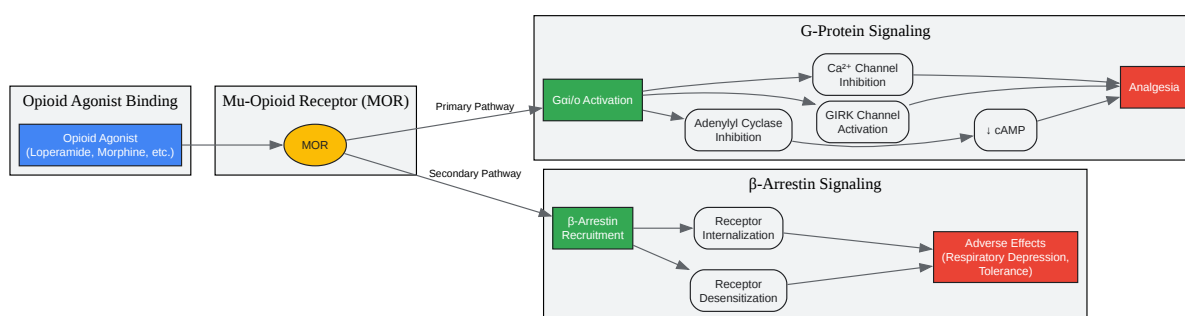 Opioid Agonist Binding
Opioid Agonist
(Loperamide, Morphine, etc.)
Mu-Opioid Receptor (MOR)
MOR
Primary Pathway
Secondary Pathway
G-Protein Signaling
Gαi/o Activation
Ca²⁺ Channel
Inhibition
GIRK Channel
Activation
Adenylyl Cyclase
Inhibition
↓ cAMP
Analgesia
β-Arrestin Signaling
β-Arrestin
Recruitment
Receptor
Internalization
Receptor
Desensitization
Adverse Effects
(Respiratory Depression,
Tolerance)